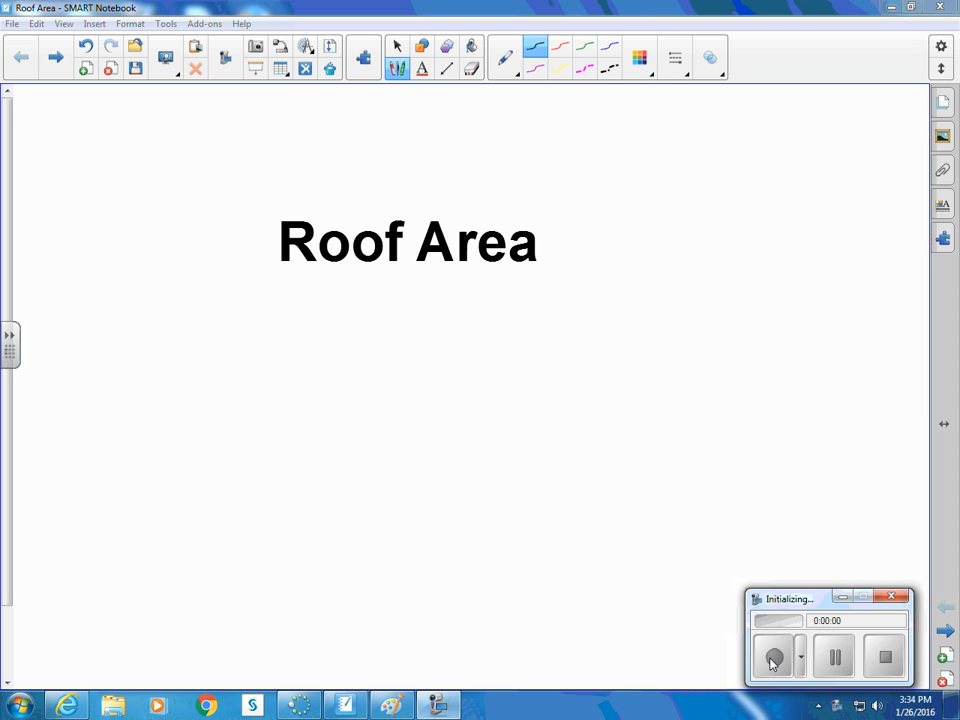 Roof Area - SMART Notebook
File Edit View Insert Format Tools Add-ons Help
Roof Area
Initializing...
0:00:00
3:34 PM
1/26/2016